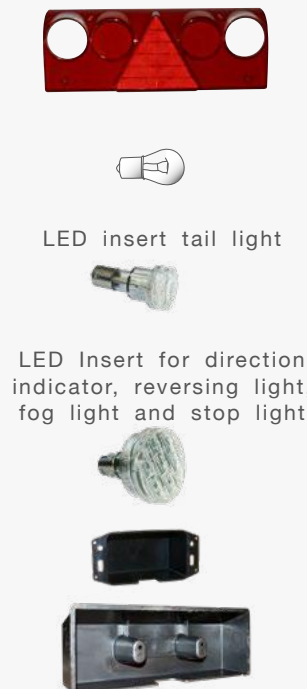 LED insert tail light
LED Insert for direction
indicator, reversing light
fog light and stop light